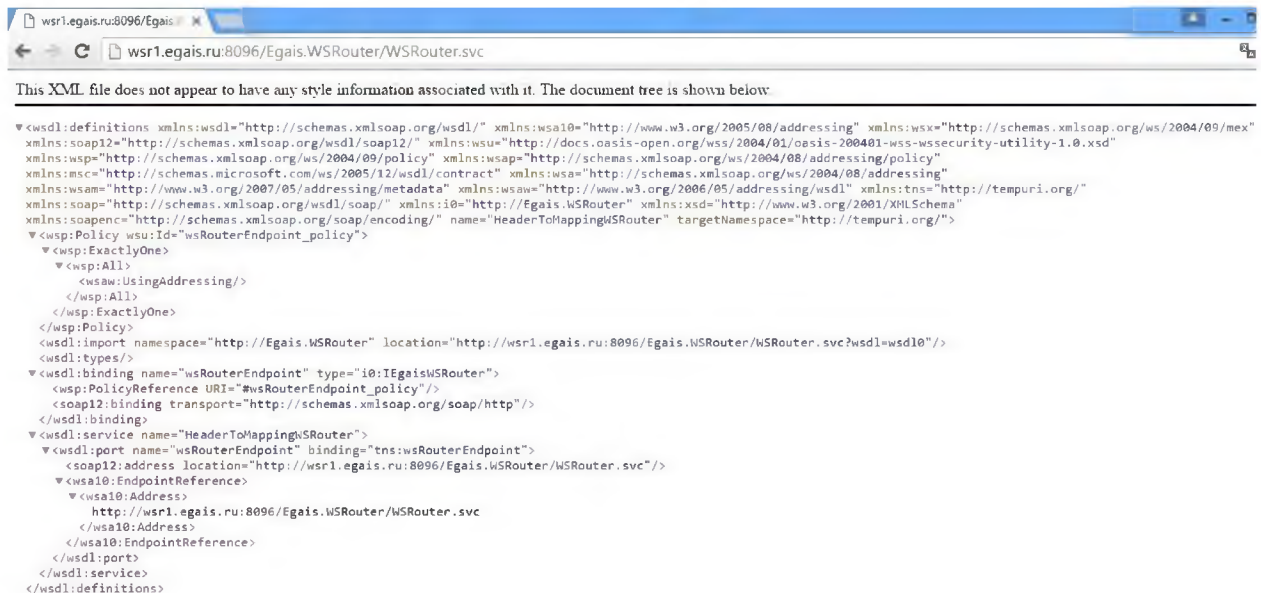 wsr1.egais.ru:8096/Egais
wsr1.egais.ru:8096/Egais.WSRouter/WSRouter.svc
This XML file does not appear to have any style information associated with it. The document tree is shown below.
▼<wsdl:definitions xmlns:wsdl="http://schemas.xmlsoap.org/wsdl/" xmlns:wsa10="http://www.w3.org/2005/08/addressing" xmlns:wsx="http://schemas.xmlsoap.org/ws/2004/09/mex"
xmlns:soap12="http://schemas.xmlsoap.org/wsdl/soap12/" xmlns:wsu="http://docs.oasis-open.org/wss/2004/01/oasis-200401-wss-wssecurity-utility-1.0.xsd"
xmlns:wsp="http://schemas.xmlsoap.org/ws/2004/09/policy" xmlns:wsap="http://schemas.xmlsoap.org/ws/2004/08/addressing/policy"
xmlns:msc="http://schemas.microsoft.com/ws/2005/12/wsdl/contract" xmlns:wsa="http://schemas.xmlsoap.org/ws/2004/08/addressing"
xmlns:wsam="http://www.w3.org/2007/05/addressing/metadata" xmlns:wsaw="http://www.w3.org/2006/05/addressing/wsdl" xmlns:tns="http://tempuri.org/"
xmlns:soap="http://schemas.xmlsoap.org/wsdl/soap/" xmlns:i0="http://Egais.WSRouter" xmlns:xsd="http://www.w3.org/2001/XMLSchema"
xmlns:soapenc="http://schemas.xmlsoap.org/soap/encoding/" name="HeaderToMappingWSRouter" targetNamespace="http://tempuri.org/">
▼<wsp:Policy wsu:Id="wsRouterEndpoint_policy">
▼<wsp:ExactlyOne>
▼<wsp:All>
<wsaw:UsingAddressing/>
</wsp:All>
</wsp:ExactlyOne>
</wsp:Policy>
<wsdl:import namespace="http://Egais.WSRouter" location="http://wsr1.egais.ru:8096/Egais.WSRouter/WSRouter.svc?wsdl=wsdl0"/>
<wsdl:types/>
▼<wsdl:binding name="wsRouterEndpoint" type="i0:IEgaisWSRouter">
<wsp:PolicyReference URI="#wsRouterEndpoint_policy"/>
<soap12:binding transport="http://schemas.xmlsoap.org/soap/http"/>
</wsdl:binding>
▼<wsdl:service name="HeaderToMappingWSRouter">
▼<wsdl:port name="wsRouterEndpoint" binding="tns:wsRouterEndpoint">
<soap12:address location="http://wsr1.egais.ru:8096/Egais.WSRouter/WSRouter.svc"/>
▼<wsa10:EndpointReference>
▼<wsa10:Address>
http://wsr1.egais.ru:8096/Egais.WSRouter/WSRouter.svc
</wsa10:Address>
</wsa10:EndpointReference>
</wsdl:port>
</wsdl:service>
</wsdl:definitions>